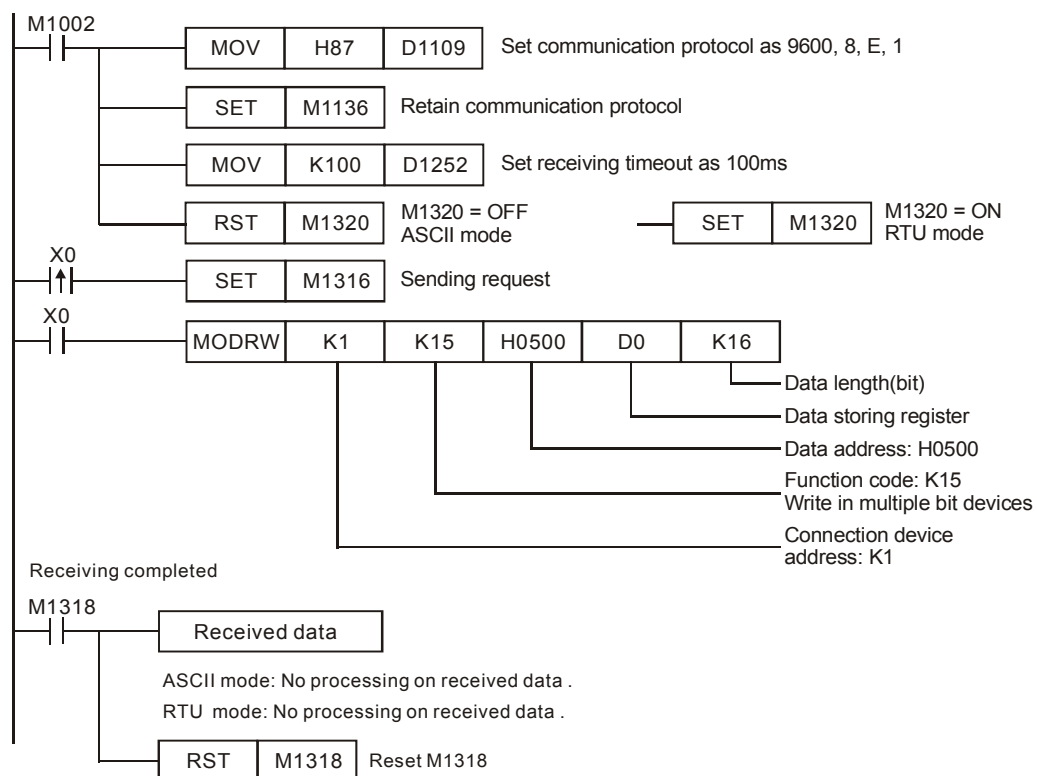 M1002
MOV H87 D1109 Set communication protocol as 9600, 8, E, 1
SET M1136 Retain communication protocol
MOV K100 D1252 Set receiving timeout as 100ms
RST M1320 M1320 = OFF
ASCII mode
SET M1320 M1320 = ON
RTU mode
X0
SET M1316 Sending request
X0
MODRW K1 K15 H0500 D0 K16
Data length(bit)
Data storing register
Data address: H0500
Function code: K15
Write in multiple bit devices
Connection device
address: K1
Receiving completed
M1318
Received data
ASCII mode: No processing on received data .
RTU mode: No processing on received data .
RST M1318 Reset M1318